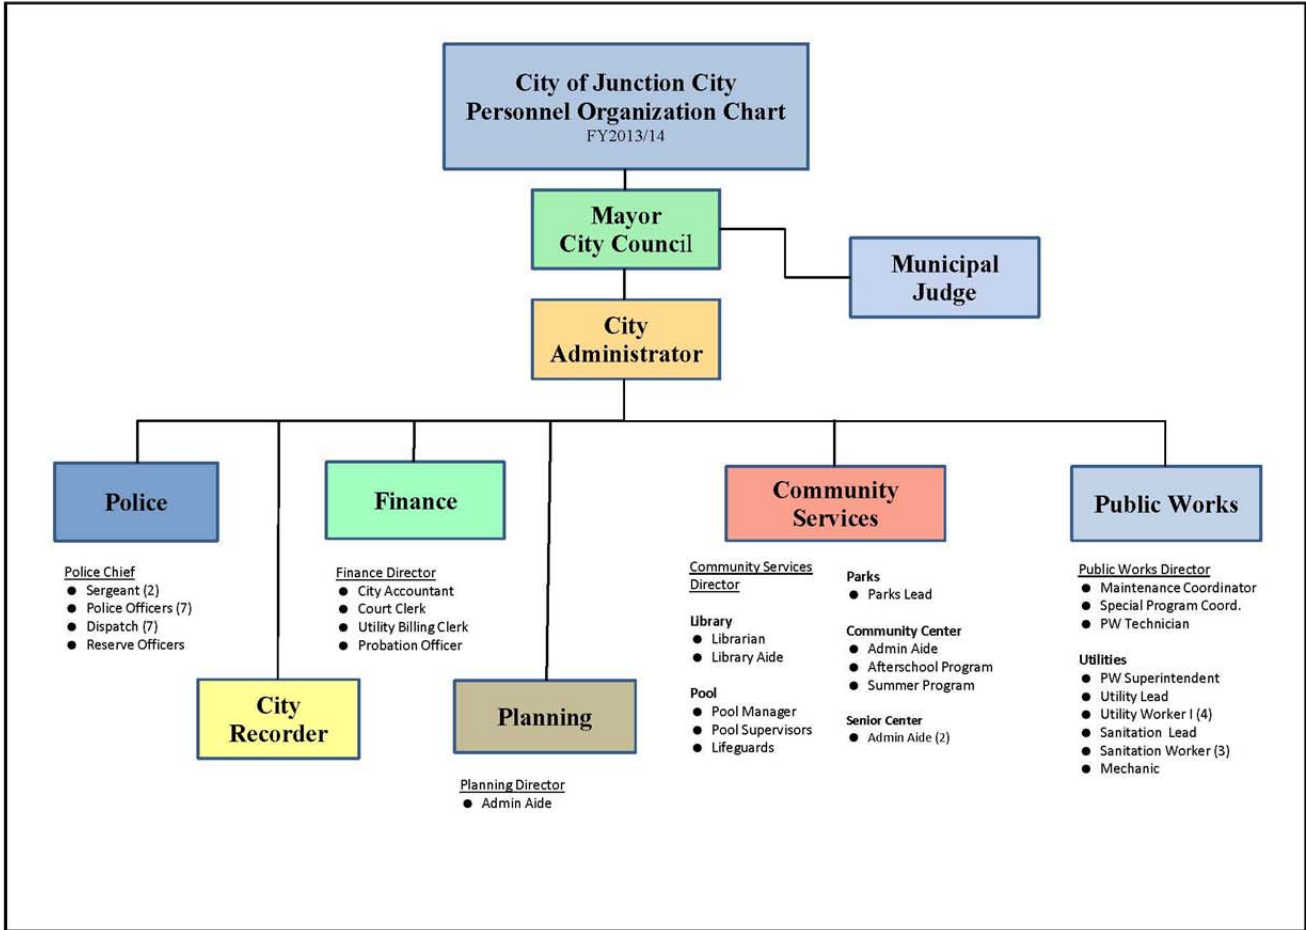 City of Junction City
Personnel Organization Chart
FY2013/14
Mayor
City Council
Municipal
Judge
City
Administrator
Police
Finance
Community
Services
Public Works
Police Chief
● Sergeant (2)
● Police Officers (7)
● Dispatch (7)
● Reserve Officers
City
Recorder
Finance Director
● City Accountant
● Court Clerk
● Utility Billing Clerk
● Probation Officer
Planning
Planning Director
● Admin Aide
Community Services
Director
Library
● Librarian
● Library Aide
Pool
● Pool Manager
● Pool Supervisors
● Lifeguards
Parks
● Parks Lead
Community Center
● Admin Aide
● Afterschool Program
● Summer Program
Senior Center
● Admin Aide (2)
Public Works Director
● Maintenance Coordinator
● Special Program Coord.
● PW Technician
Utilities
● PW Superintendent
● Utility Lead
● Utility Worker I (4)
● Sanitation Lead
● Sanitation Worker (3)
● Mechanic